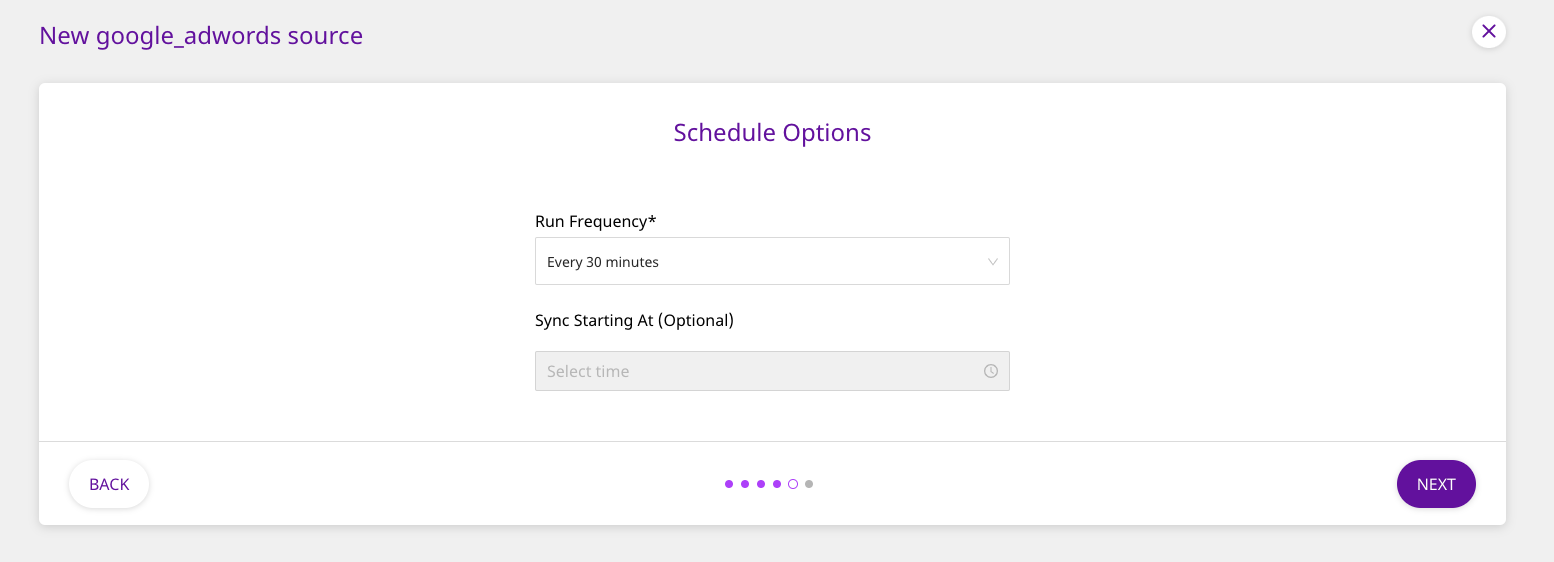 New google_adwords source
Schedule Options
Run Frequency*
Every 30 minutes
Sync Starting At (Optional)
Select time
BACK
NEXT